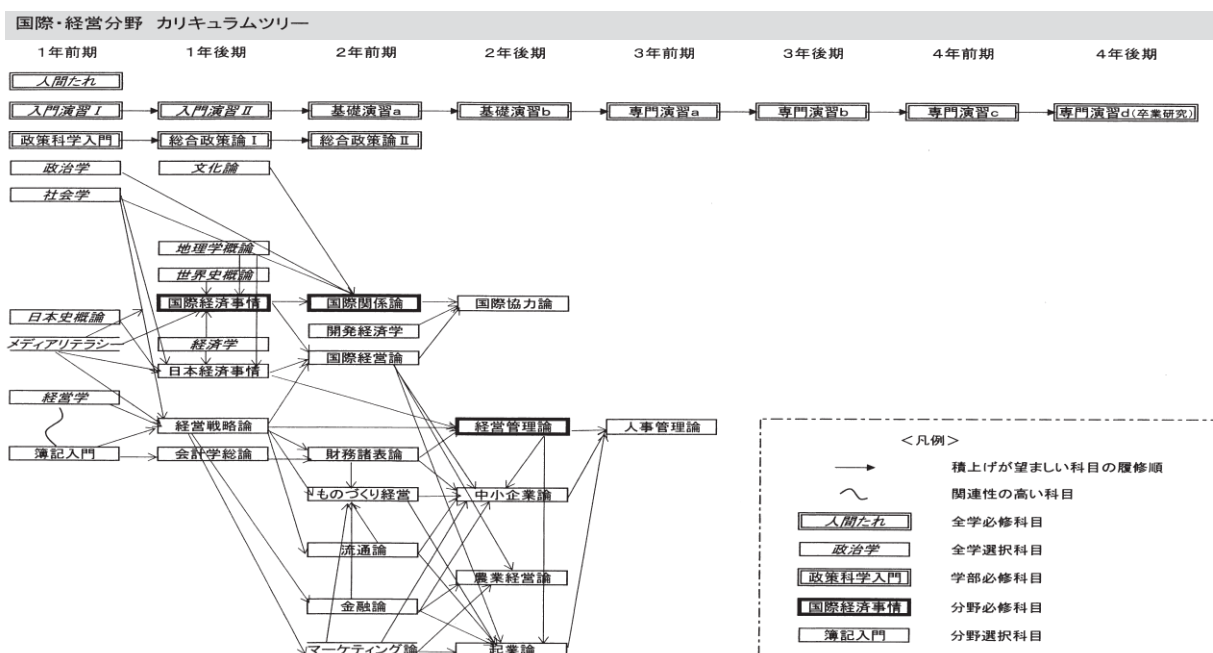 国際・経営分野 カリキュラムツリー
1年前期 1年後期 2年前期 2年後期 3年前期 3年後期 4年前期 4年後期
人間たれ
入門演習Ⅰ 入門演習Ⅱ 基礎演習a 基礎演習b 専門演習a 専門演習b 専門演習c 専門演習d(卒業研究)
政策科学入門 総合政策論Ⅰ 総合政策論Ⅱ
政治学 文化論
社会学
地理学概論
世界史概論
国際経済事情 国際関係論 国際協力論
日本史概論 開発経済学
メディアリテラシー 経済学
国際経営論
日本経済事情
経営学
経営戦略論 経営管理論 人事管理論
簿記入門 会計学総論 財務諸表論
ものづくり経営 中小企業論
流通論
農業経営論
金融論
マーケティング論 起業論
<凡例>
積上げが望ましい科目の履修順
関連性の高い科目
人間たれ 全学必修科目
政治学 全学選択科目
政策科学入門 学部必修科目
国際経済事情 分野必修科目
簿記入門 分野選択科目